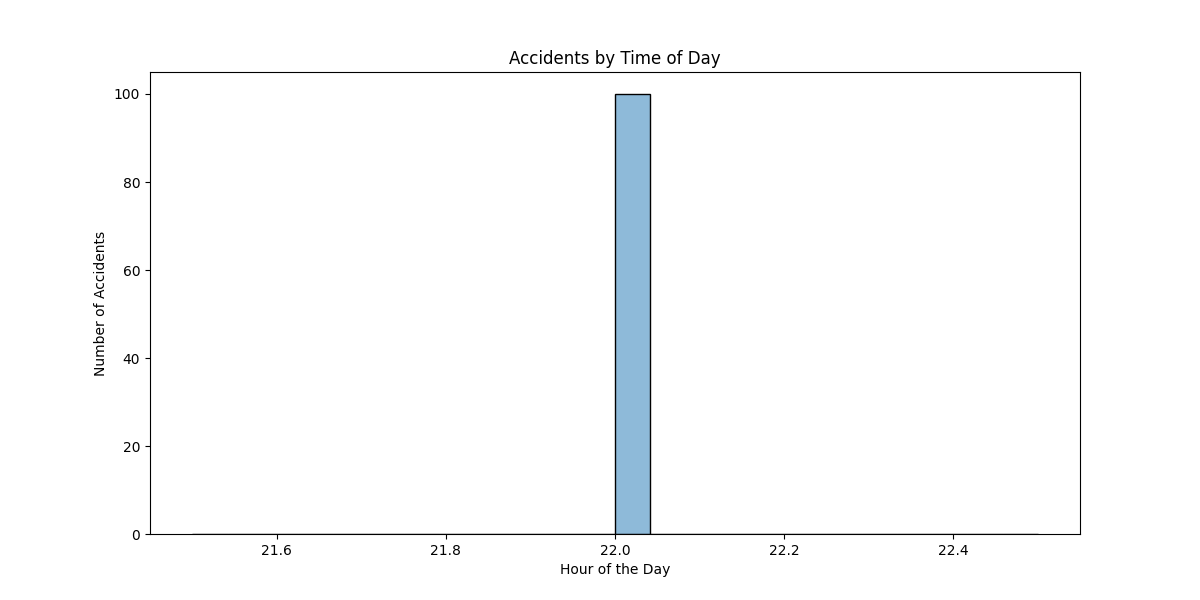 Accidents by Time of Day
100
80
60
40
20
0
Number of Accidents
21.6 21.8 22.0 22.2 22.4
Hour of the Day